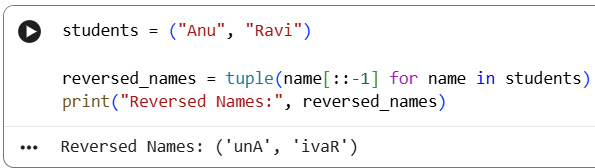 students = ("Anu", "Ravi")
reversed_names = tuple(name[::-1] for name in students)
print("Reversed Names:", reversed_names)
Reversed Names: ('unA', 'ivaR')